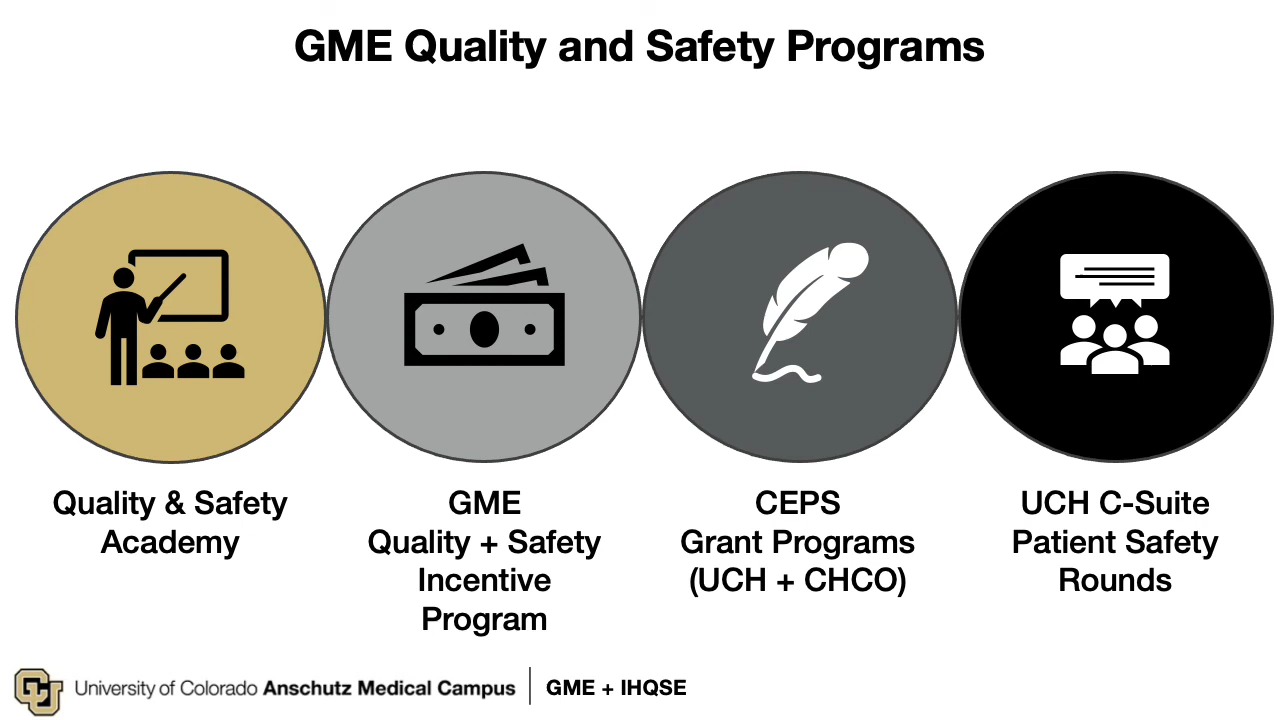 GME Quality and Safety Programs
Quality & Safety
Academy
GME
Quality + Safety
Incentive
Program
CEPS
Grant Programs
(UCH + CHCO)
UCH C-Suite
Patient Safety
Rounds
CU
University of Colorado Anschutz Medical Campus
GME + IHQSE